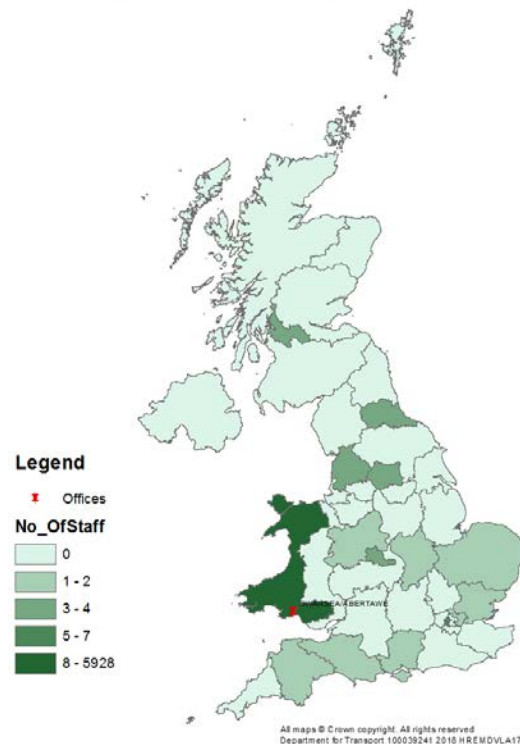 Legend
Offices
No_OfStaff
0
1 - 2
3 - 4
5 - 7
8 - 5928
All maps © Crown copyright. All rights reserved
Department for Transport 100039241 2018 HREMDVLA17